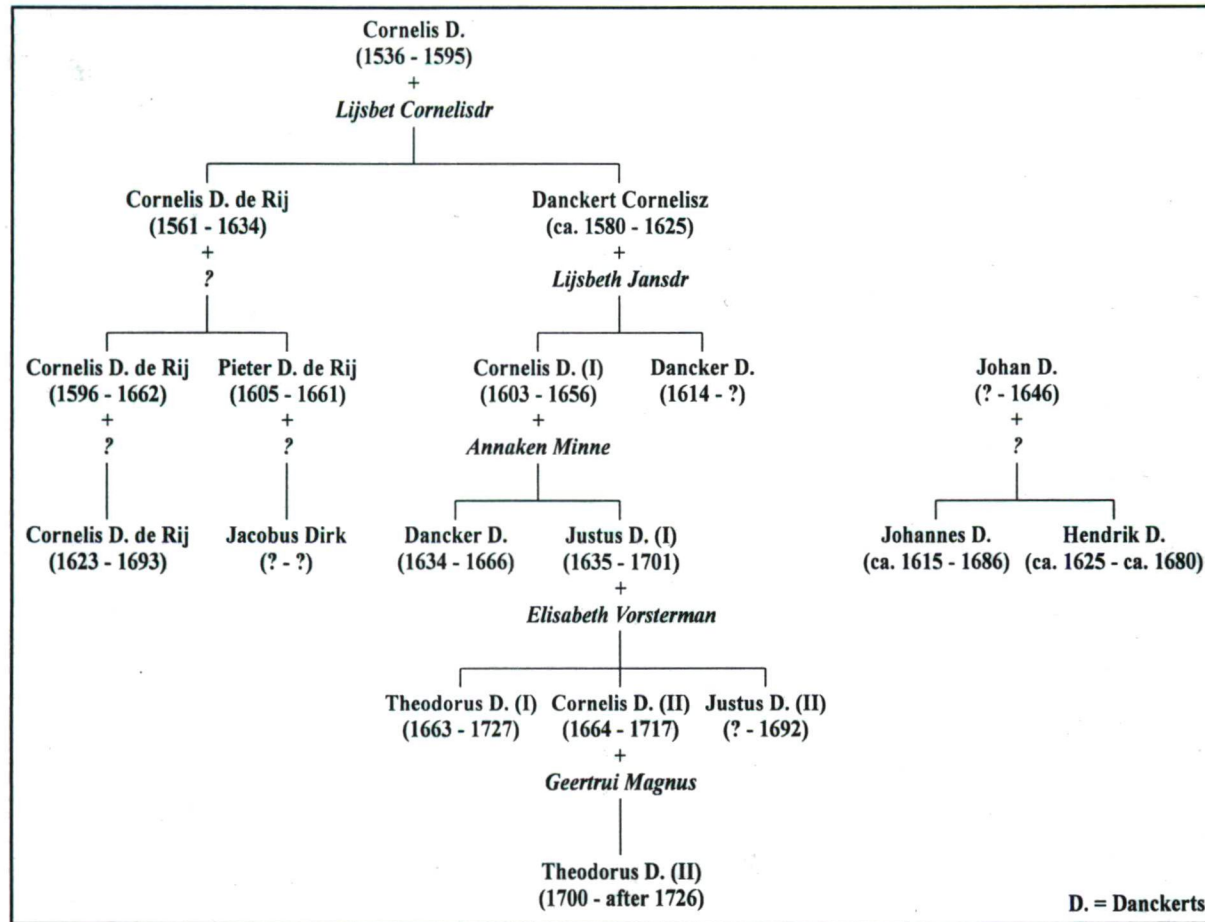 Cornelis D.
(1536 - 1595)
+
Lijsbet Cornelisdr
Cornelis D. de Rij
(1561 - 1634)
+
?
Danckert Cornelisz
(ca. 1580 - 1625)
+
Lijsbeth Jansdr
Cornelis D. de Rij
(1596 - 1662)
+
?
Pieter D. de Rij
(1605 - 1661)
+
?
Cornelis D. (I)
(1603 - 1656)
+
Annaken Minne
Dancker D.
(1614 - ?)
Johan D.
(? - 1646)
+
?
Cornelis D. de Rij
(1623 - 1693)
Jacobus Dirk
(? - ?)
Dancker D.
(1634 - 1666)
Justus D. (I)
(1635 - 1701)
+
Elisabeth Vorsterman
Johannes D.
(ca. 1615 - 1686)
Hendrik D.
(ca. 1625 - ca. 1680)
Theodorus D. (I)
(1663 - 1727)
Cornelis D. (II)
(1664 - 1717)
+
Geertrui Magnus
Justus D. (II)
(? - 1692)
Theodorus D. (II)
(1700 - after 1726)
D. = Danckerts